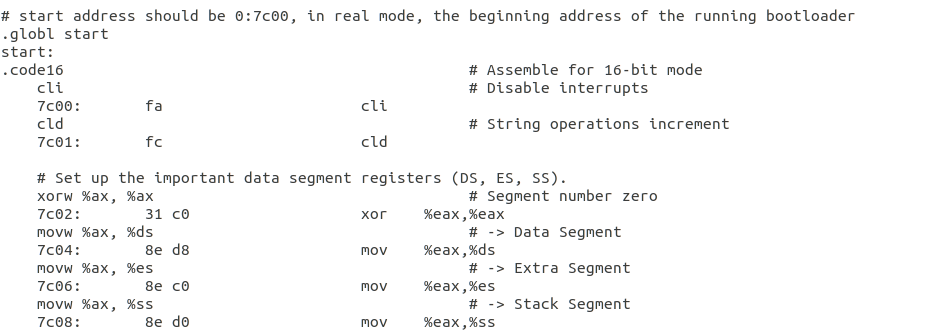 # start address should be 0:7c00, in real mode, the beginning address of the running bootloader
.globl start
start:
.code16                                             # Assemble for 16-bit mode
    cli                                             # Disable interrupts
    7c00:       fa                      cli
    cld                                             # String operations increment
    7c01:       fc                      cld

    # Set up the important data segment registers (DS, ES, SS).
    xorw %ax, %ax                                   # Segment number zero
    7c02:       31 c0                   xor    %eax,%eax
    movw %ax, %ds                                   # -> Data Segment
    7c04:       8e d8                   mov    %eax,%ds
    movw %ax, %es                                   # -> Extra Segment
    7c06:       8e c0                   mov    %eax,%es
    movw %ax, %ss                                   # -> Stack Segment
    7c08:       8e d0                   mov    %eax,%ss